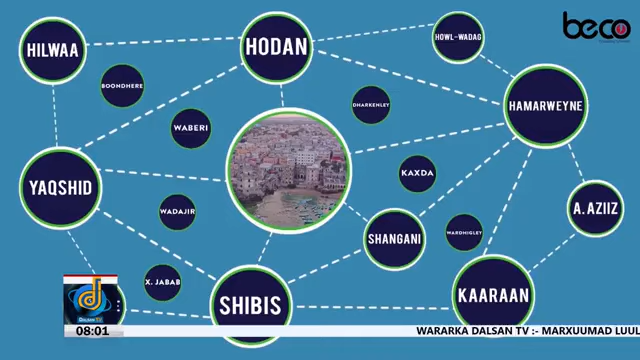 beco
HILWAA
HODAN
HOWL-WADAG
BOONDHERE
DHARKENLEY
HAMARWEYNE
WABERI
KAXDA
YAQSHID
WADAJIR
A. AZIIZ
SHANGANI
WARDHIGLEY
X. JABAB
KAARAAN
SHIBIS
DALSAN TV
08:01
WARARKA DALSAN TV :- MARXUUMAD LUUL